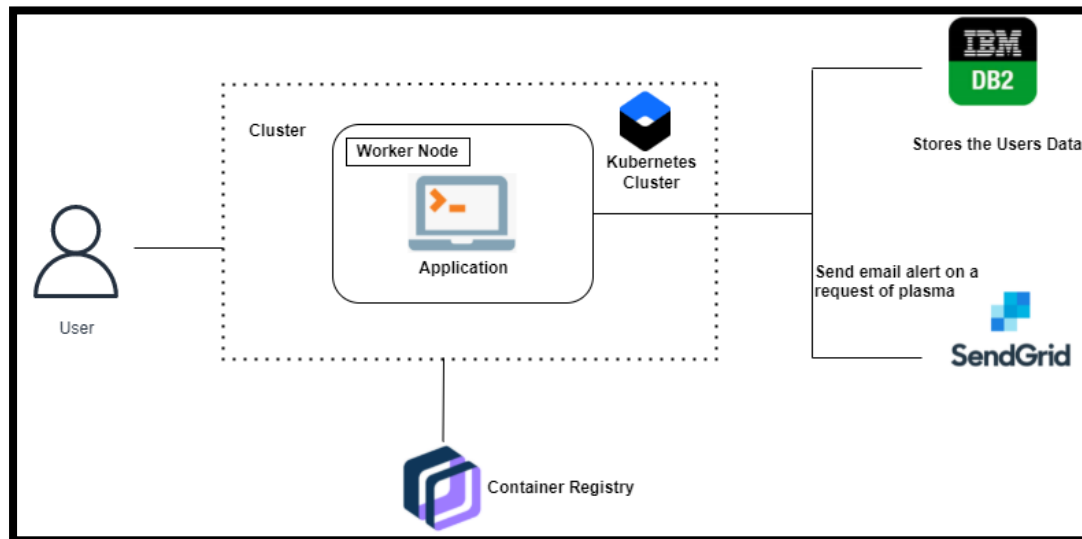 IBM
DB2
Stores the Users Data
Cluster
Worker Node
Kubernetes
Cluster
Application
User
Send email alert on a
request of plasma
SendGrid
Container Registry